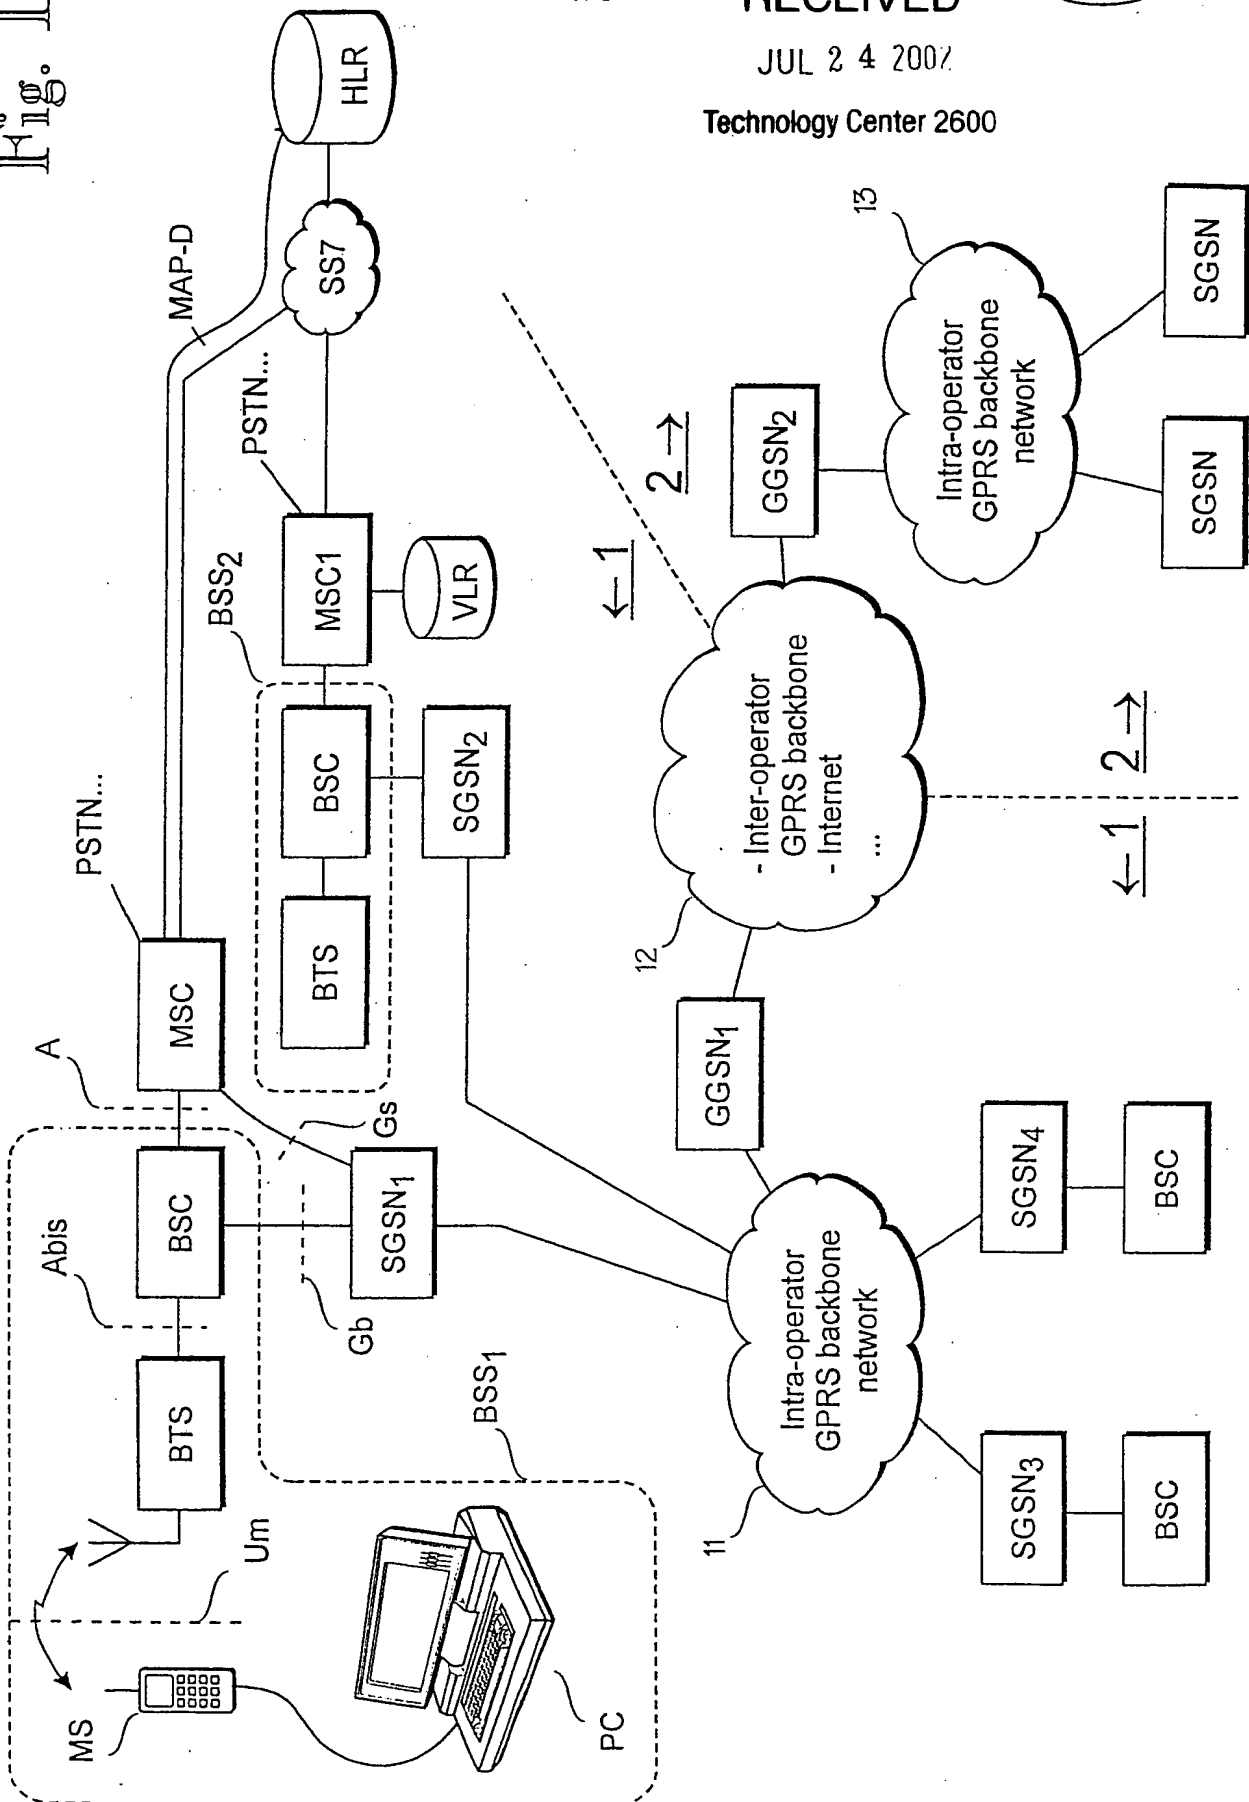 Fig. 1
RECEIVED
JUL 2 4 2002
Technology Center 2600
HLR
SS7
MAP-D
PSTN...
MSC1
VLR
BSS2
BSC
SGSN2
BTS
PSTN...
MSC
A
Gs
BSC
SGSN1
Abis
Gb
BTS
BSS1
Um
MS
PC
13
Intra-operator
GPRS backbone
network
SGSN
SGSN
GGSN2
2 →
← 1
- Inter-operator
GPRS backbone
- Internet
...
12
2 →
← 1
GGSN1
Intra-operator
GPRS backbone
network
11
SGSN4
BSC
SGSN3
BSC